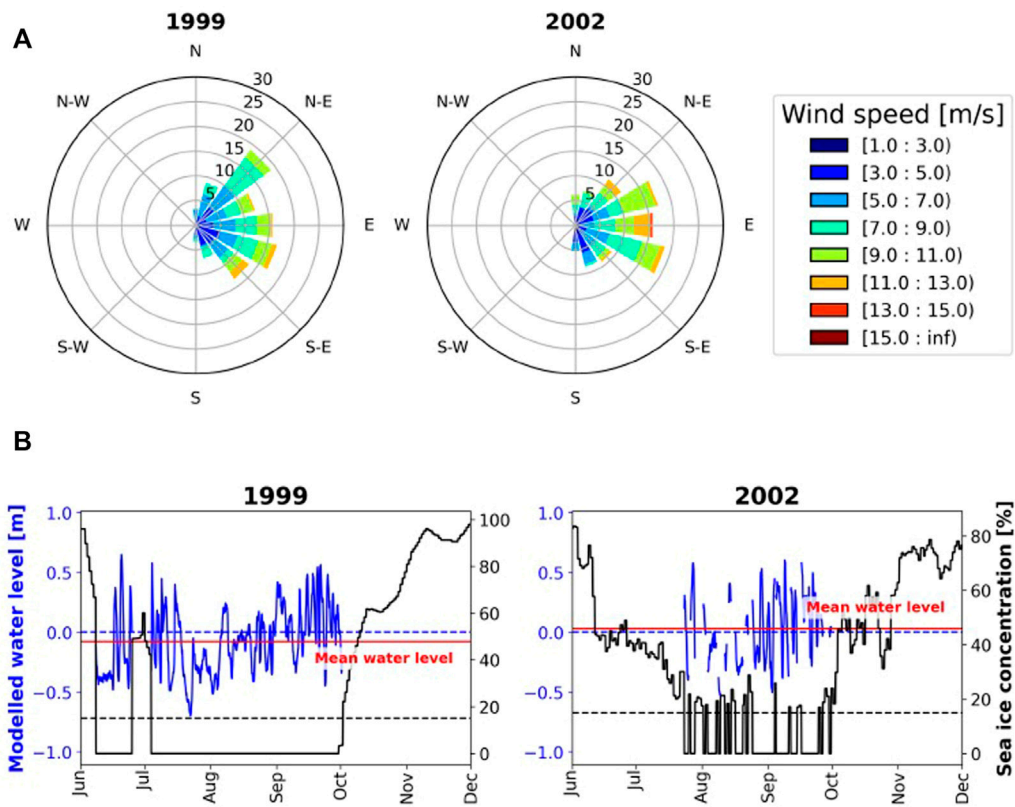 A
1999
2002
N
N
N-W
N-E
N-W
N-E
30
25
20
15
10
5
30
25
20
15
10
5
W
E
W
E
S-W
S-E
S-W
S-E
S
S
Wind speed [m/s]
[1.0 : 3.0)
[3.0 : 5.0)
[5.0 : 7.0)
[7.0 : 9.0)
[9.0 : 11.0)
[11.0 : 13.0)
[13.0 : 15.0)
[15.0 : inf)
B
1999
2002
Modelled water level [m]
1.0
0.5
0.0
−0.5
−1.0
100
80
60
40
20
0
Mean water level
Jun
Jul
Aug
Sep
Oct
Nov
Dec
1.0
0.5
0.0
−0.5
−1.0
80
60
40
20
0
Mean water level
Sea ice concentration [%]
Jun
Jul
Aug
Sep
Oct
Nov
Dec